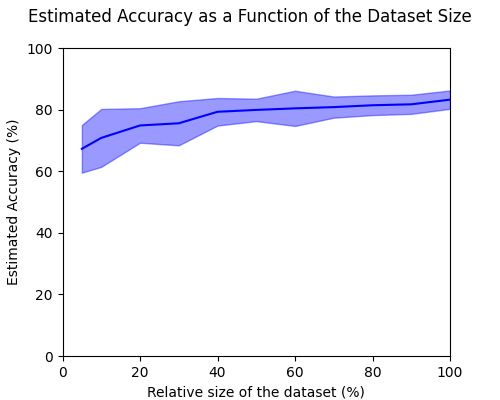 Estimated Accuracy as a Function of the Dataset Size
100
80
60
40
20
0
Estimated Accuracy (%)
0 20 40 60 80 100
Relative size of the dataset (%)